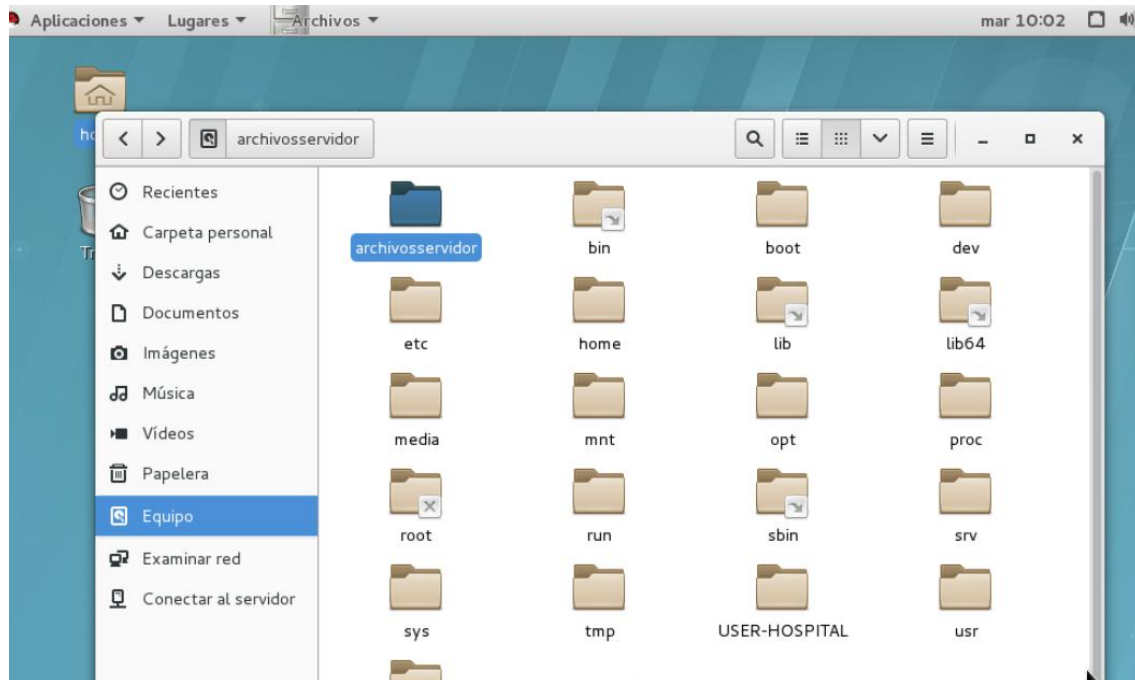 Aplicaciones Lugares Archivos mar 10:02
archivosservidor
Recientes
Carpeta personal
Descargas
Documentos
Imágenes
Música
Vídeos
Papelera
Equipo
Examinar red
Conectar al servidor
archivosservidor bin boot dev
etc home lib lib64
media mnt opt proc
root run sbin srv
sys tmp USER-HOSPITAL usr